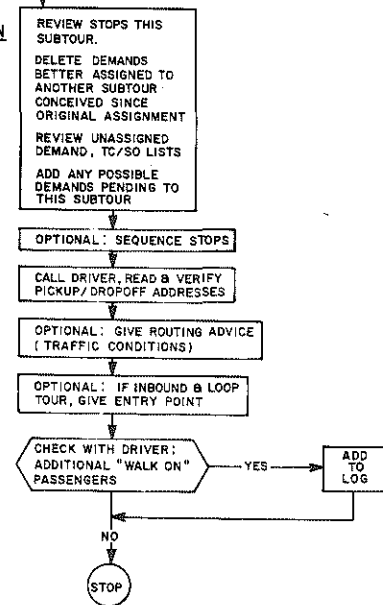 N
REVIEW STOPS THIS
SUBTOUR.
DELETE DEMANDS
BETTER ASSIGNED TO
ANOTHER SUBTOUR
CONCEIVED SINCE
ORIGINAL ASSIGNMENT
REVIEW UNASSIGNED
DEMAND, TC/SO LISTS
ADD ANY POSSIBLE
DEMANDS PENDING TO
THIS SUBTOUR
OPTIONAL: SEQUENCE STOPS
CALL DRIVER, READ & VERIFY
PICKUP/DROPOFF ADDRESSES
OPTIONAL: GIVE ROUTING ADVICE
(TRAFFIC CONDITIONS)
OPTIONAL: IF INBOUND & LOOP
TOUR, GIVE ENTRY POINT
CHECK WITH DRIVER:
ADDITIONAL "WALK ON"
PASSENGERS
YES
ADD
TO
LOG
NO
STOP